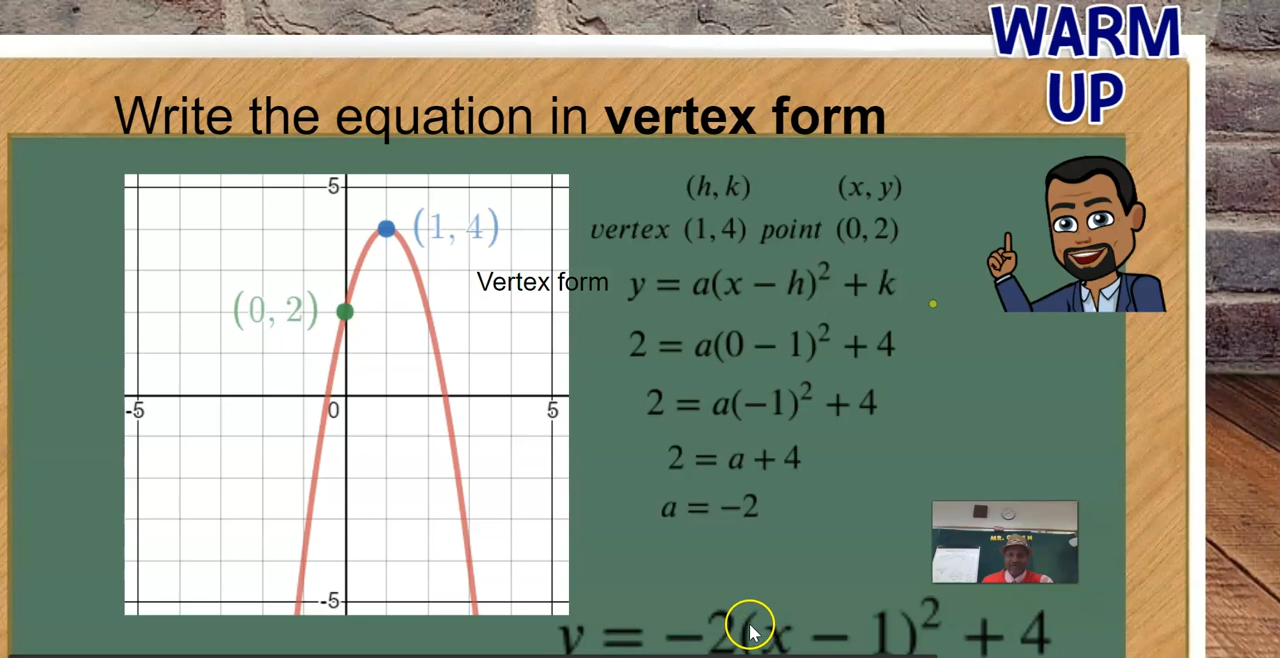 WARM
UP
Write the equation in vertex form
5
(1, 4)
(0, 2)
-5
0
5
-5
(h, k) (x, y)
vertex (1, 4) point (0, 2)
Vertex form y = a(x − h)² + k
2 = a(0 − 1)² + 4
2 = a(−1)² + 4
2 = a + 4
a = −2
MR.
y = −2(x − 1)² + 4